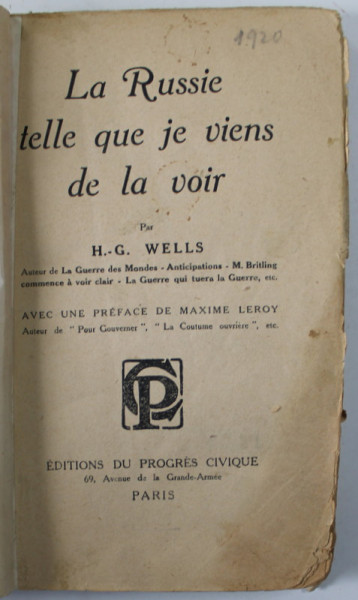 1920
La Russie
telle que je viens
de la voir
Par
H.-G. WELLS
Auteur de La Guerre des Mondes - Anticipations - M. Britling
commence à voir clair - La Guerre qui tuera la Guerre, etc.
AVEC UNE PRÉFACE DE MAXIME LEROY
Auteur de "Pour Gouverner", "La Coutume ouvrière", etc.
CP
ÉDITIONS DU PROGRÈS CIVIQUE
69, Avenue de la Grande-Armée
PARIS